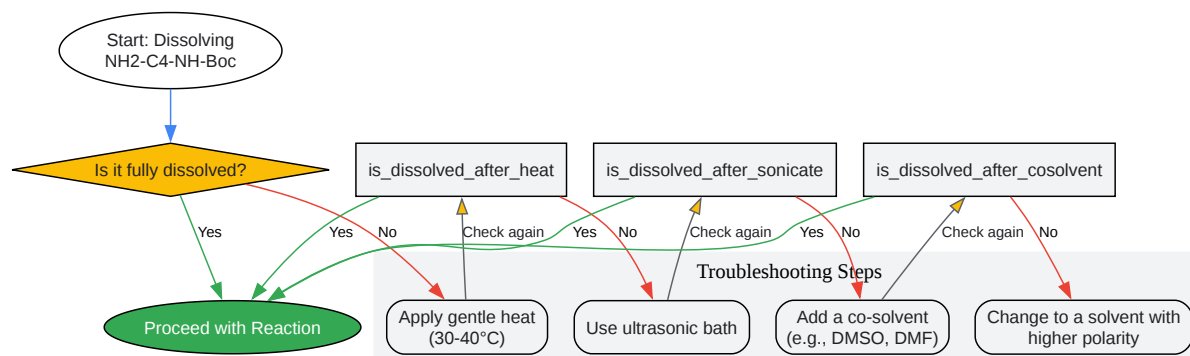 Start: Dissolving
NH2-C4-NH-Boc
Is it fully dissolved?
is_dissolved_after_heat
is_dissolved_after_sonicate
is_dissolved_after_cosolvent
Yes
Yes
No
Check again
Yes
No
Check again
Yes
No
Check again
No
Troubleshooting Steps
Proceed with Reaction
Apply gentle heat
(30-40°C)
Use ultrasonic bath
Add a co-solvent
(e.g., DMSO, DMF)
Change to a solvent with
higher polarity